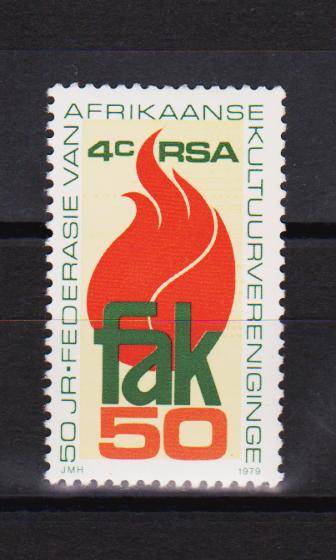 50 JR·FEDERASIE VAN AFRIKAANSE KULTUURVERENIGINGE
4c RSA
fak
50
JMH 1979